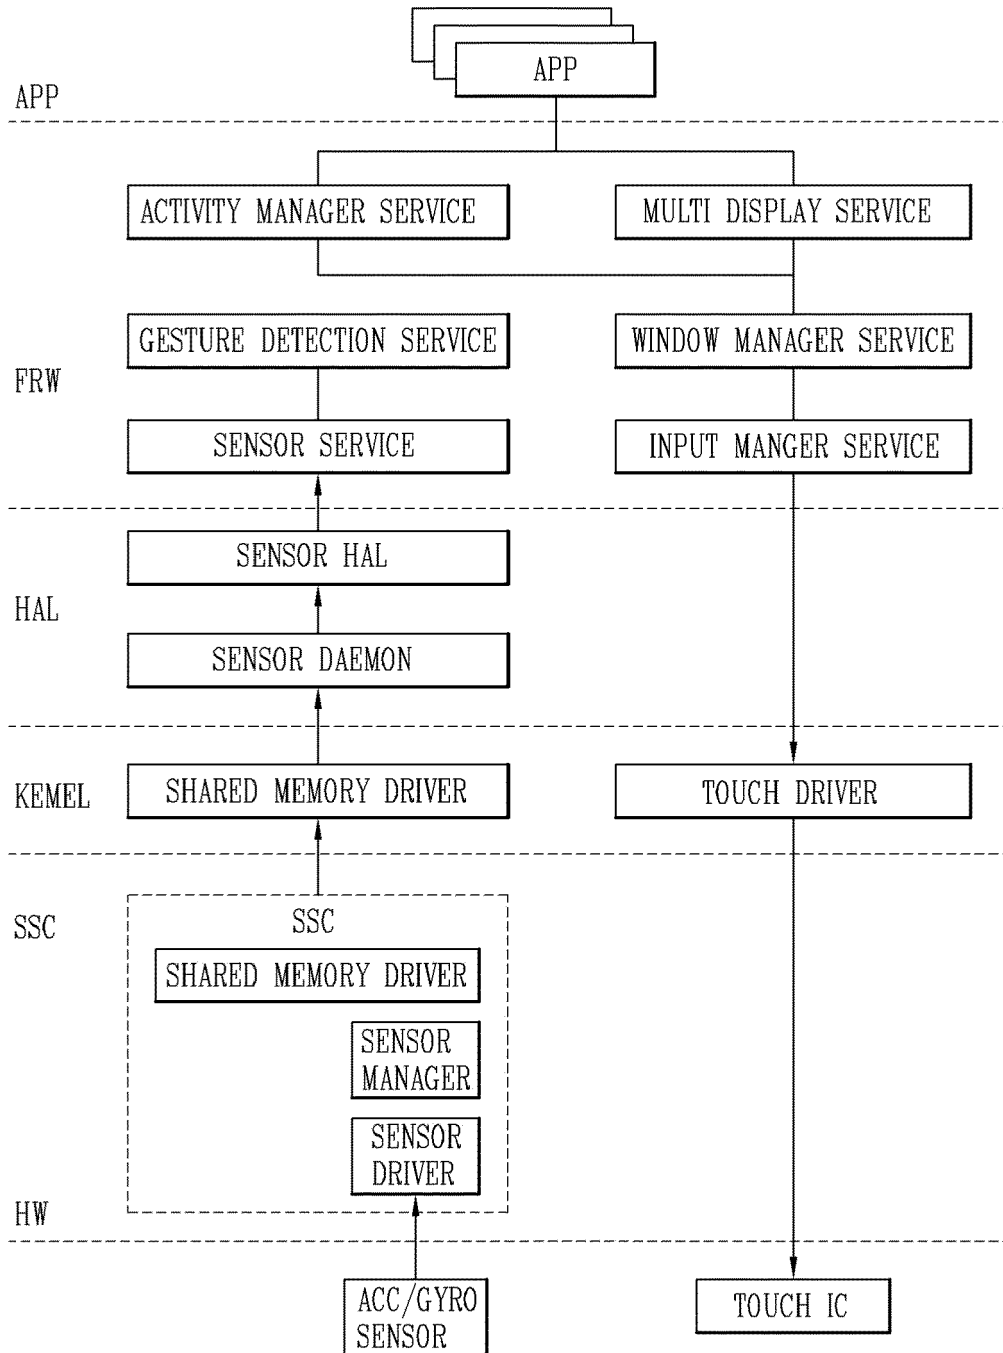 APP
APP
ACTIVITY MANAGER SERVICE
MULTI DISPLAY SERVICE
GESTURE DETECTION SERVICE
WINDOW MANAGER SERVICE
FRW
SENSOR SERVICE
INPUT MANGER SERVICE
SENSOR HAL
HAL
SENSOR DAEMON
KEMEL
SHARED MEMORY DRIVER
TOUCH DRIVER
SSC
SSC
SHARED MEMORY DRIVER
SENSOR
MANAGER
SENSOR
DRIVER
HW
ACC/GYRO
SENSOR
TOUCH IC